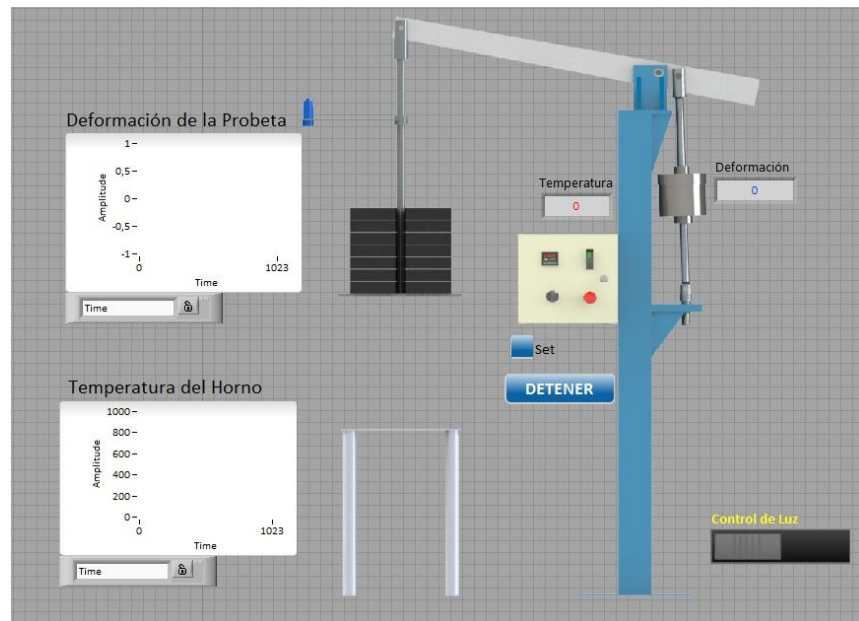 Deformación de la Probeta
1
0,5
0
-0,5
-1
Amplitude
0
1023
Time
Time
Temperatura
0
Deformación
0
Set
DETENER
Temperatura del Horno
1000
800
600
400
200
0
Amplitude
0
1023
Time
Time
Control de Luz